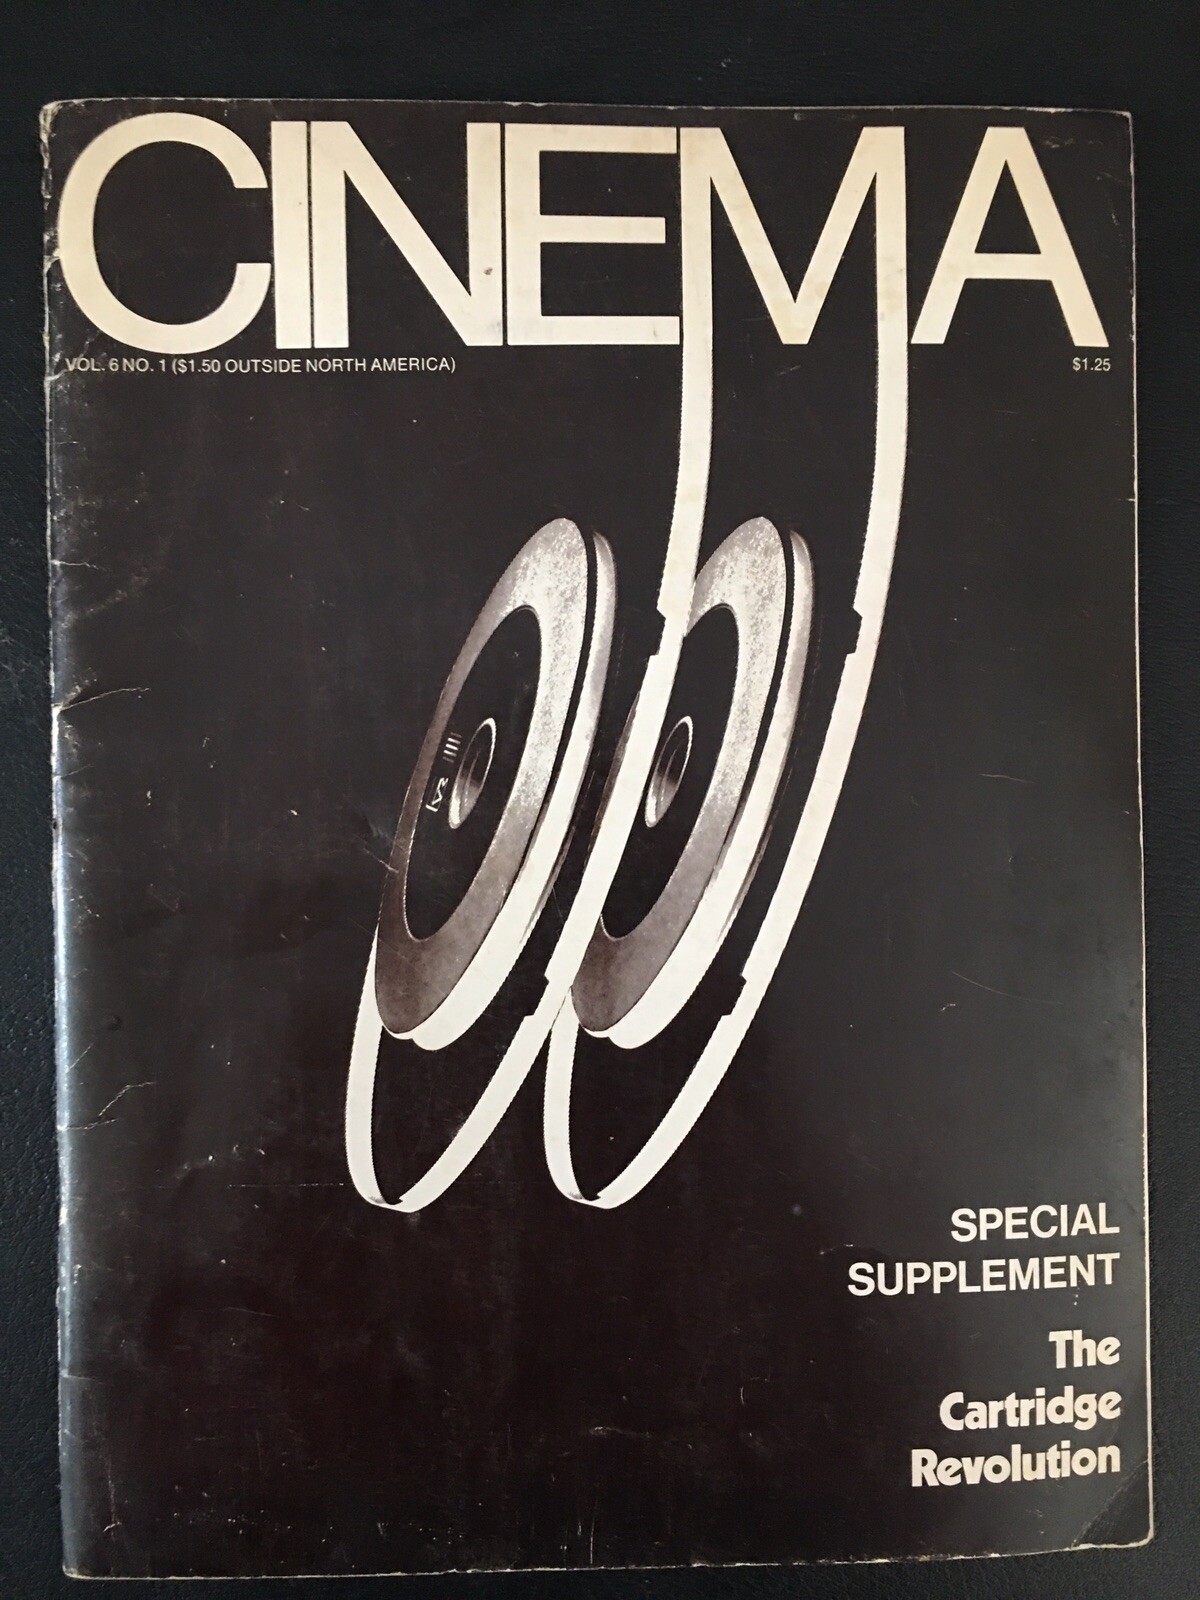 CINEMA
VOL. 6 NO. 1 ($1.50 OUTSIDE NORTH AMERICA)
$1.25
SPECIAL
SUPPLEMENT
The
Cartridge
Revolution